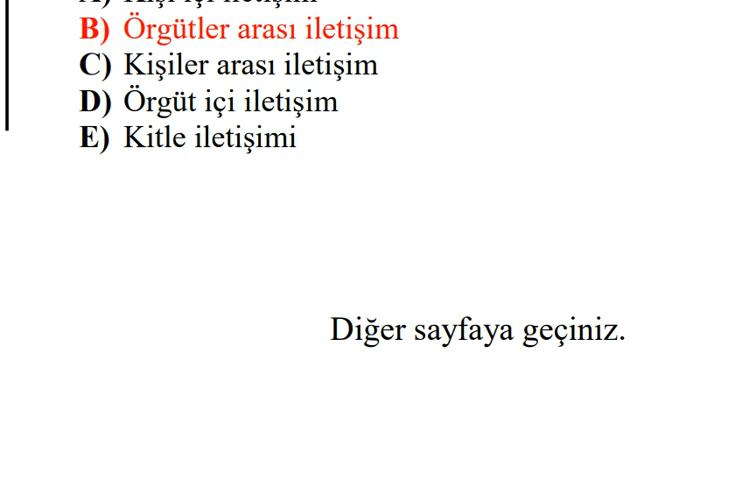 B) Örgütler arası iletişim
C) Kişiler arası iletişim
D) Örgüt içi iletişim
E) Kitle iletişimi
Diğer sayfaya geçiniz.